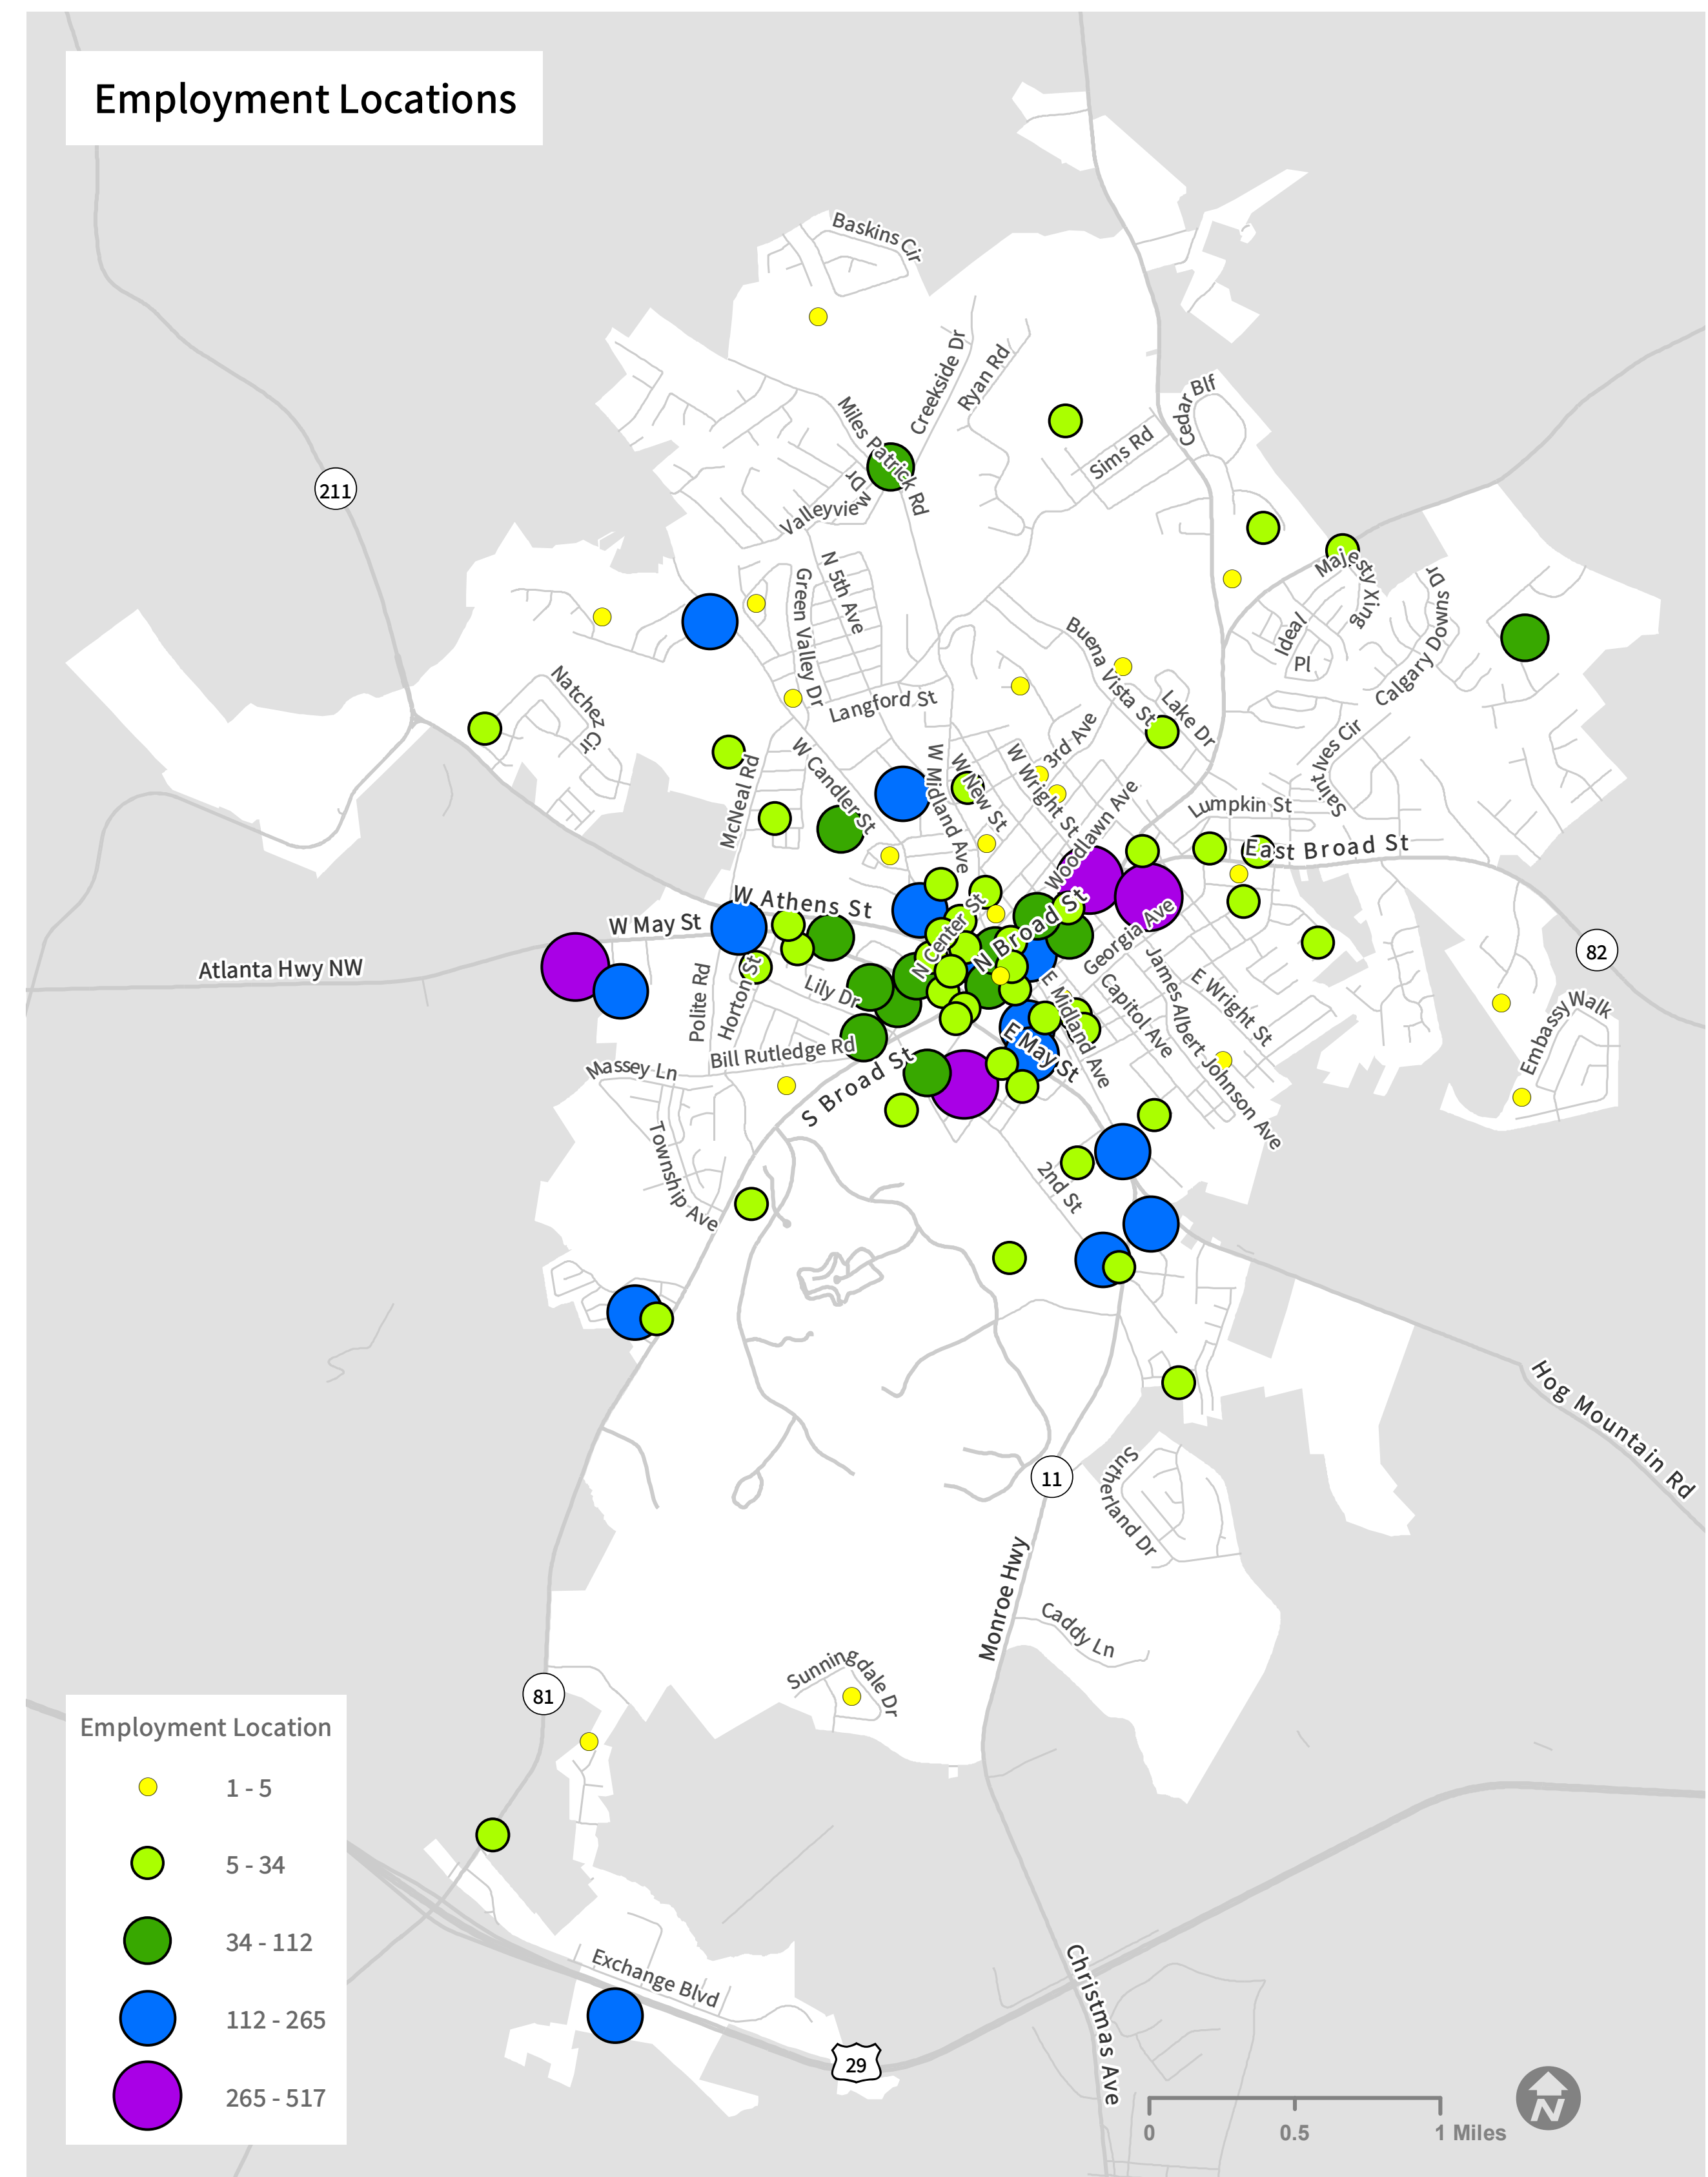 Employment Locations
Baskins Cir
Creekside Dr
Ryan Rd
Cedar Blf
Miles Patrick Rd
Sims Rd
211
Valleyview Dr
Majesty Xing
N 5th Ave
Green Valley Dr
Calgary Downs Dr
Ideal
Pl
Buena Vista St
Natchez Cir
Langford St
Lake Dr
3rd Ave
Saint Ives Cir
W Candler St
W Midland Ave
W New St
W Wright St
McNeal Rd
Woodlawn Ave
Lumpkin St
East Broad St
W Athens St
W May St
N Center St
N Broad St
Georgia Ave
82
Atlanta Hwy NW
Polite Rd
Horton St
Lily Dr
E Midland Ave
Capitol Ave
James Albert Johnson Ave
E Wright St
Embassy Walk
Bill Rutledge Rd
E May St
Massey Ln
S Broad St
Township Ave
2nd St
Hog Mountain Rd
11
Sutherland Dr
Monroe Hwy
Caddy Ln
Sunningdale Dr
81
Employment Location
1 - 5
5 - 34
34 - 112
112 - 265
265 - 517
Exchange Blvd
Christmas Ave
29
N
0 0.5 1 Miles